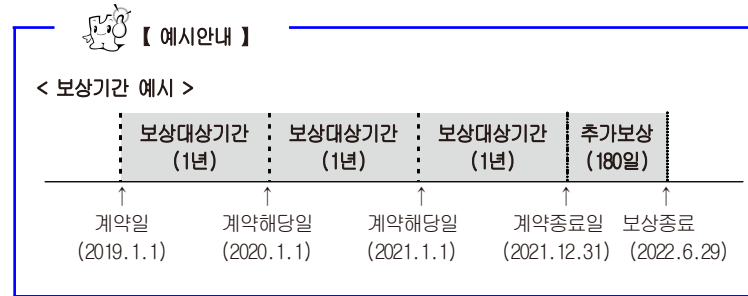 【 예시안내 】
< 보상기간 예시 >
보상대상기간 보상대상기간 보상대상기간 추가보상
(1년) (1년) (1년) (180일)
↑ ↑ ↑ ↑ ↑
계약일 계약해당일 계약해당일 계약종료일 보상종료
(2019.1.1) (2020.1.1) (2021.1.1) (2021.12.31) (2022.6.29)